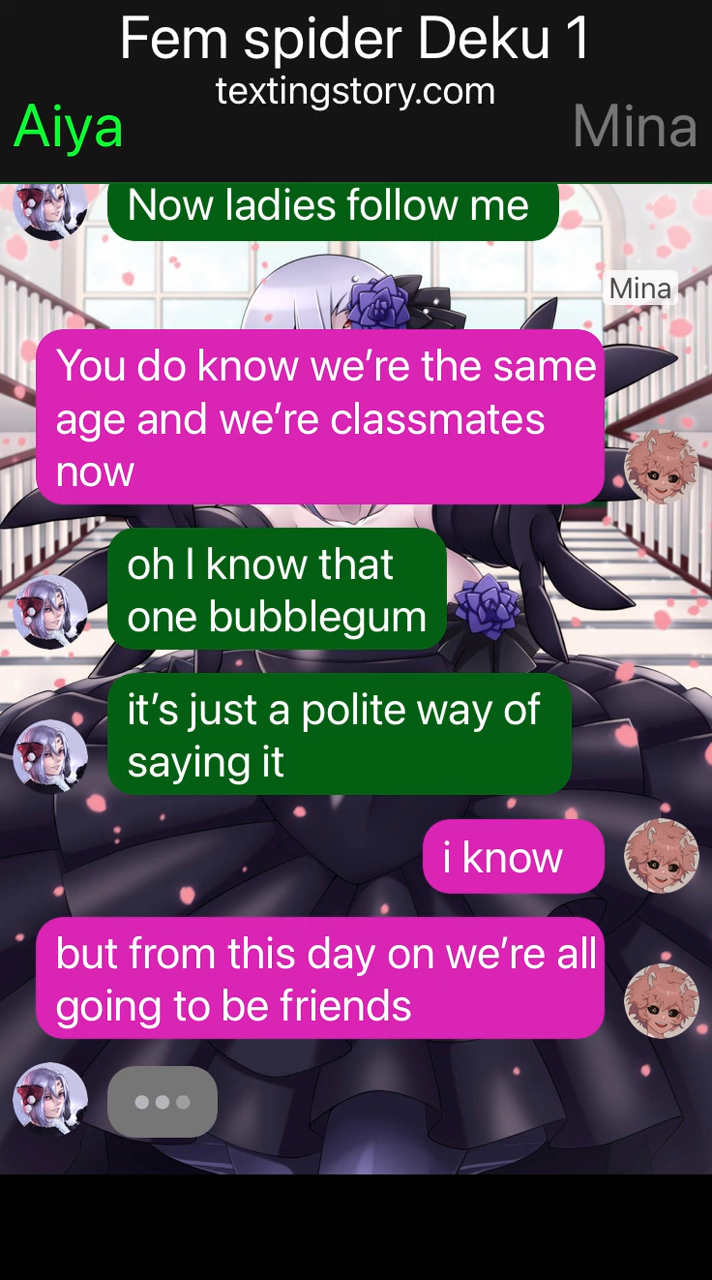 Fem spider Deku 1
textingstory.com
Aiya
Mina
Now ladies follow me
Mina
You do know we’re the same
age and we’re classmates
now
oh I know that
one bubblegum
it’s just a polite way of
saying it
i know
but from this day on we’re all
going to be friends